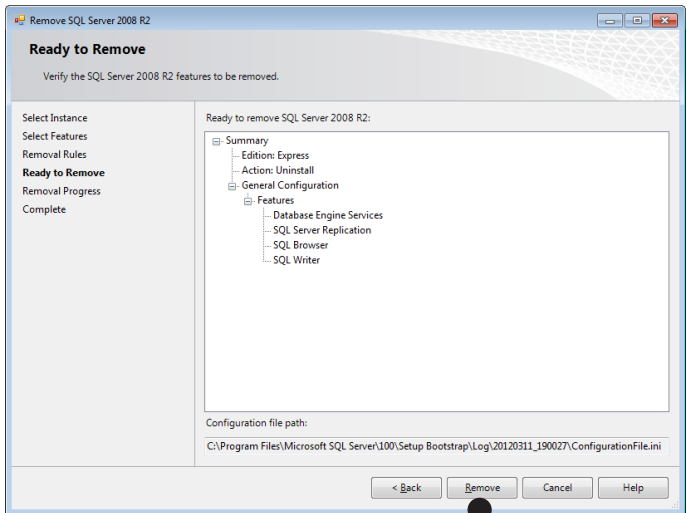 Remove SQL Server 2008 R2
Ready to Remove
Verify the SQL Server 2008 R2 features to be removed.
Select Instance
Select Features
Removal Rules
Ready to Remove
Removal Progress
Complete
Ready to remove SQL Server 2008 R2:
Summary
Edition: Express
Action: Uninstall
General Configuration
Features
Database Engine Services
SQL Server Replication
SQL Browser
SQL Writer
Configuration file path:
C:\Program Files\Microsoft SQL Server\100\Setup Bootstrap\Log\20120311_190027\ConfigurationFile.ini
< Back Remove Cancel Help